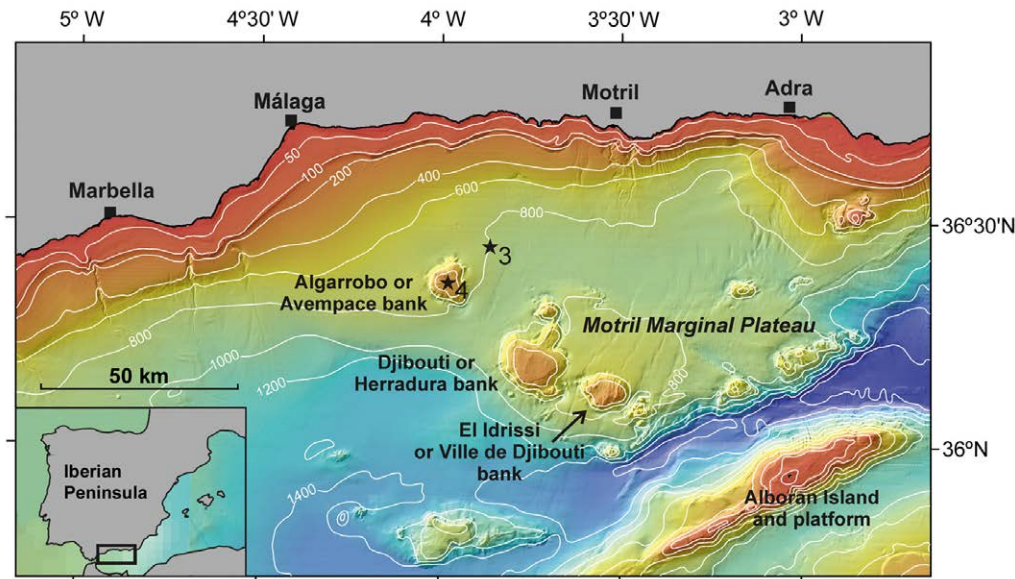 5º W
4º30' W
4º W
3º30' W
3º W
Málaga
Motril
Adra
Marbella
50
100
200
400
600
800
36º30'N
3
4
Algarrobo or
Avempace bank
Motril Marginal Plateau
800
1000
1200
50 km
Djibouti or
Herradura bank
800
El Idrissi
or Ville de Djibouti
bank
36ºN
Iberian
Peninsula
1400
Alboran Island
and platform